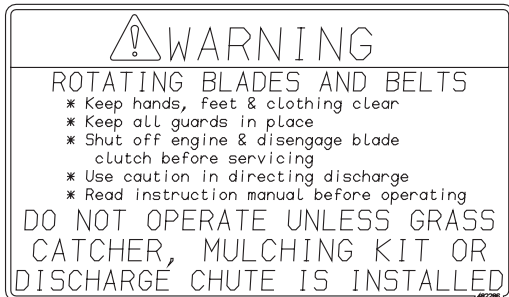 WARNING
ROTATING BLADES AND BELTS
* Keep hands, feet & clothing clear
* Keep all guards in place
* Shut off engine & disengage blade
clutch before servicing
* Use caution in directing discharge
* Read instruction manual before operating
DO NOT OPERATE UNLESS GRASS
CATCHER, MULCHING KIT OR
DISCHARGE CHUTE IS INSTALLED